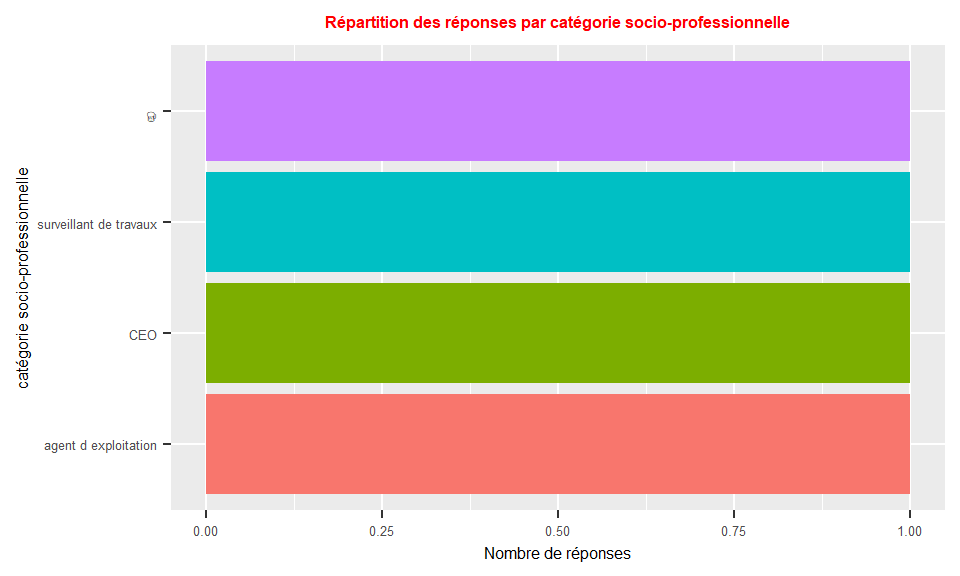 Répartition des réponses par catégorie socio-professionnelle
catégorie socio-professionnelle
@
surveillant de travaux
CEO
agent d exploitation
0.00
0.25
0.50
0.75
1.00
Nombre de réponses